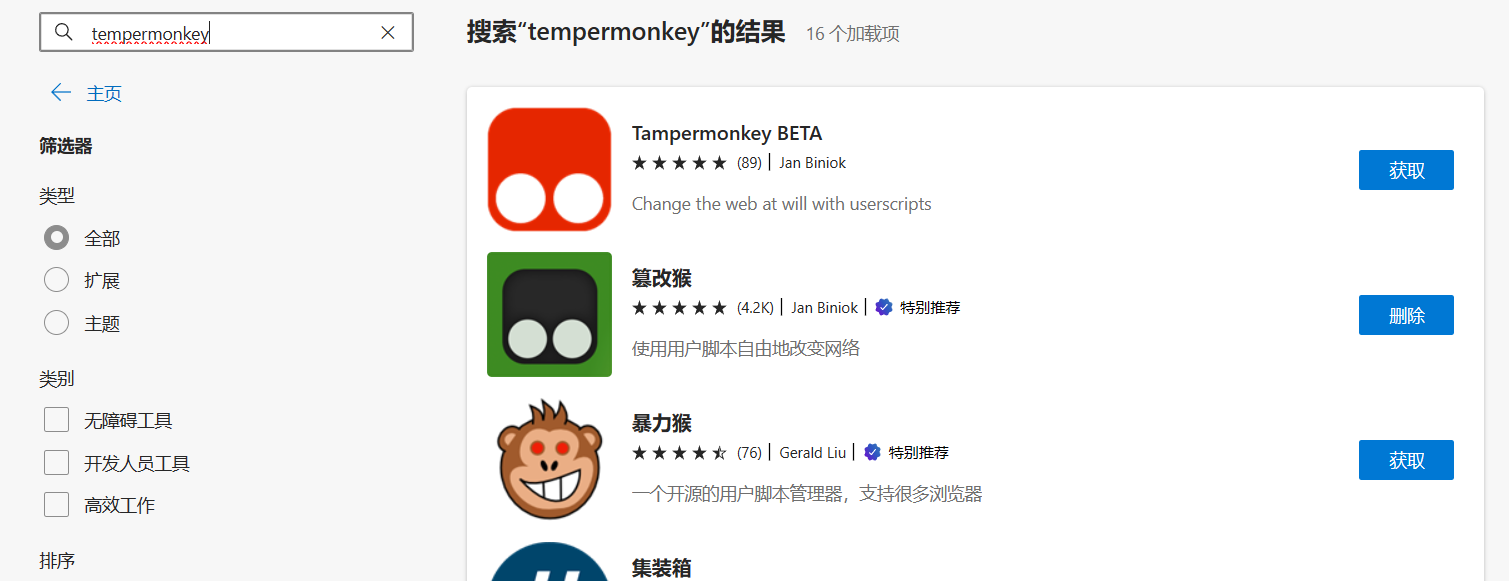 tempermonkey
主页
筛选器
类型
全部
扩展
主题
类别
无障碍工具
开发人员工具
高效工作
排序
搜索“tempermonkey”的结果 16 个加载项
Tampermonkey BETA
(89) Jan Biniok
Change the web at will with userscripts
获取
篡改猴
(4.2K) Jan Biniok 特别推荐
使用用户脚本自由地改变网络
删除
暴力猴
(76) Gerald Liu 特别推荐
一个开源的用户脚本管理器，支持很多浏览器
获取
集装箱